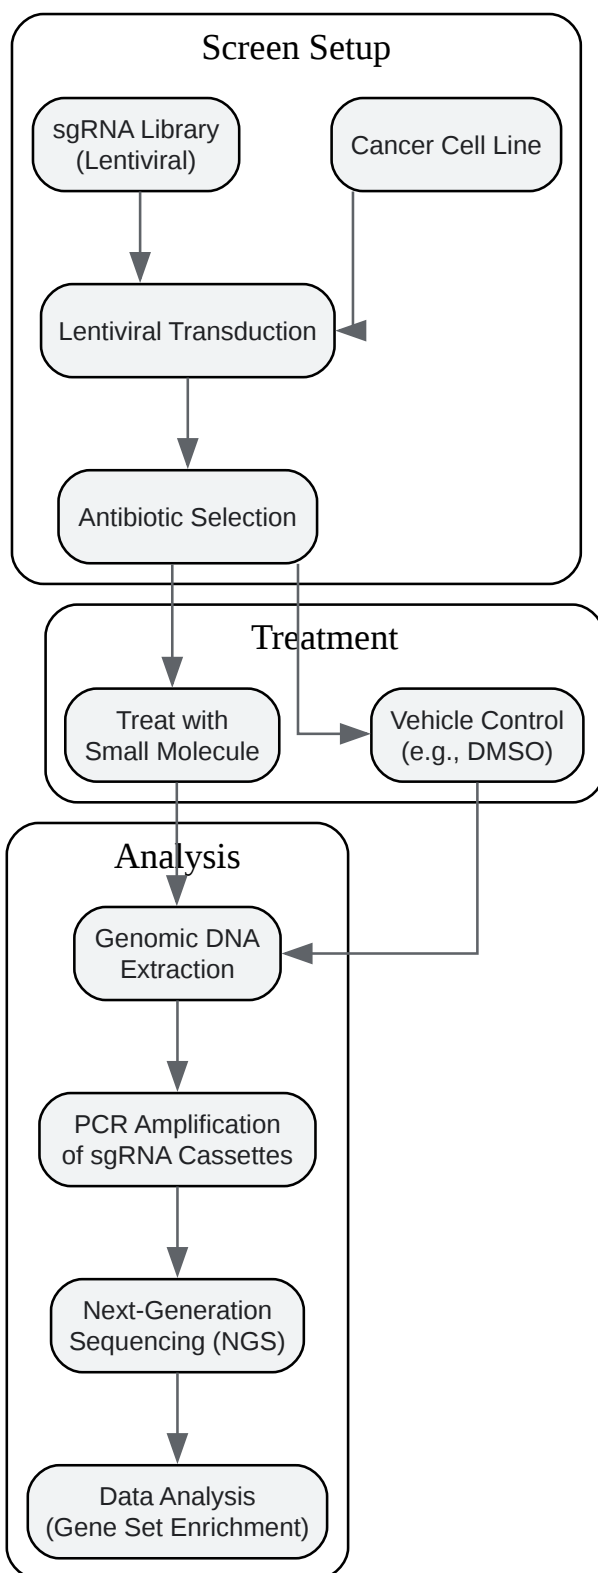 Screen Setup
sgRNA Library
(Lentiviral)
Cancer Cell Line
Lentiviral Transduction
Antibiotic Selection
Treatment
Treat with
Small Molecule
Vehicle Control
(e.g., DMSO)
Analysis
Genomic DNA
Extraction
PCR Amplification
of sgRNA Cassettes
Next-Generation
Sequencing (NGS)
Data Analysis
(Gene Set Enrichment)